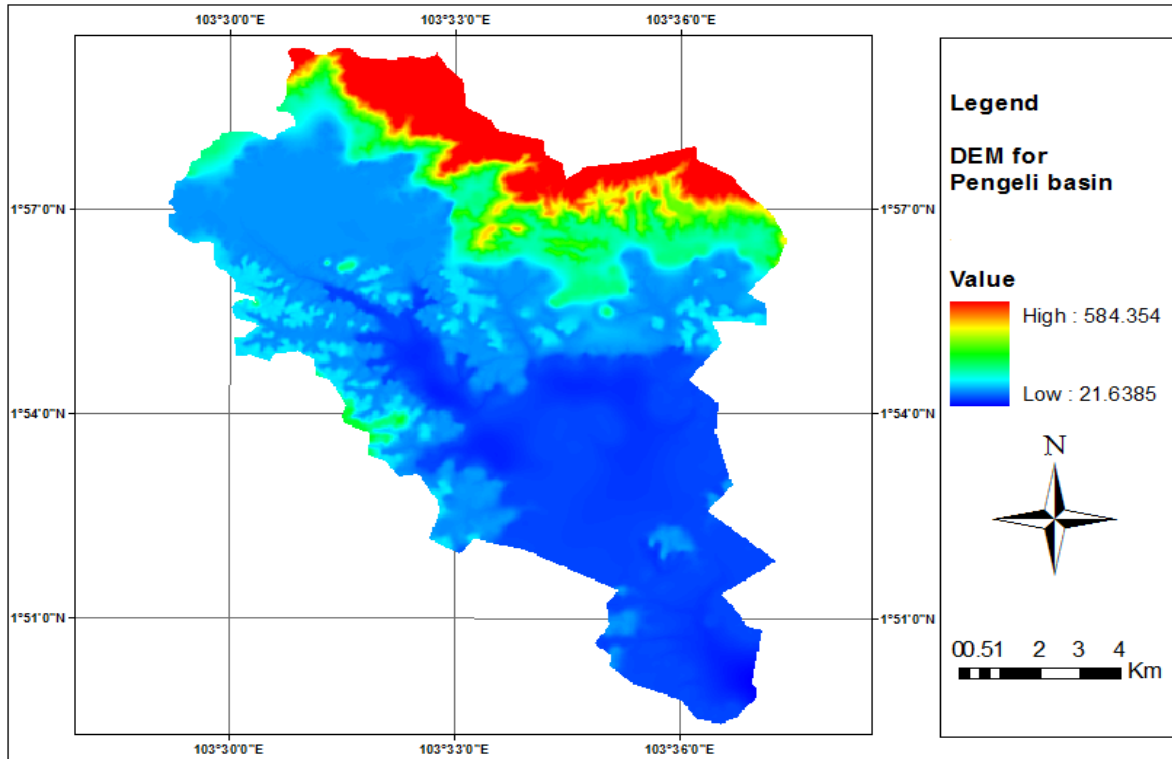 103°30'0"E 103°33'0"E 103°36'0"E
1°57'0"N 1°57'0"N
1°54'0"N 1°54'0"N
1°51'0"N 1°51'0"N
103°30'0"E 103°33'0"E 103°36'0"E
Legend
DEM for
Pengeli basin
Value
High : 584.354
Low : 21.6385
N
00.51 2 3 4
Km